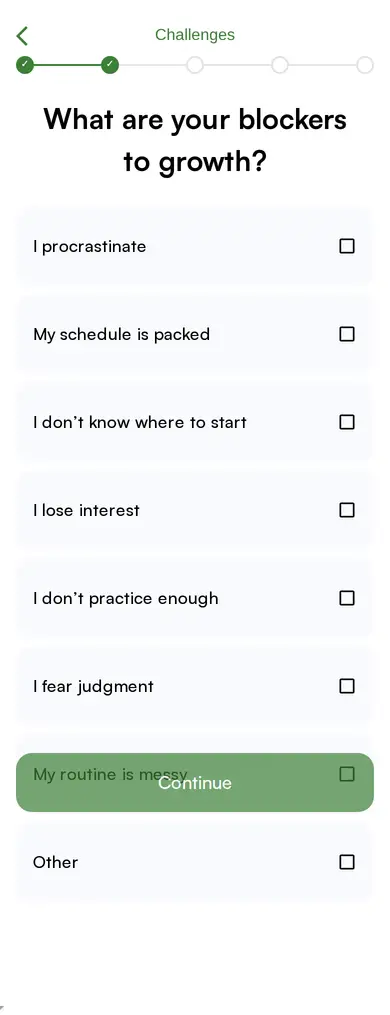 Challenges
What are your blockers
to growth?
I procrastinate
My schedule is packed
I don’t know where to start
I lose interest
I don’t practice enough
I fear judgment
My routine is messy
Continue
Other